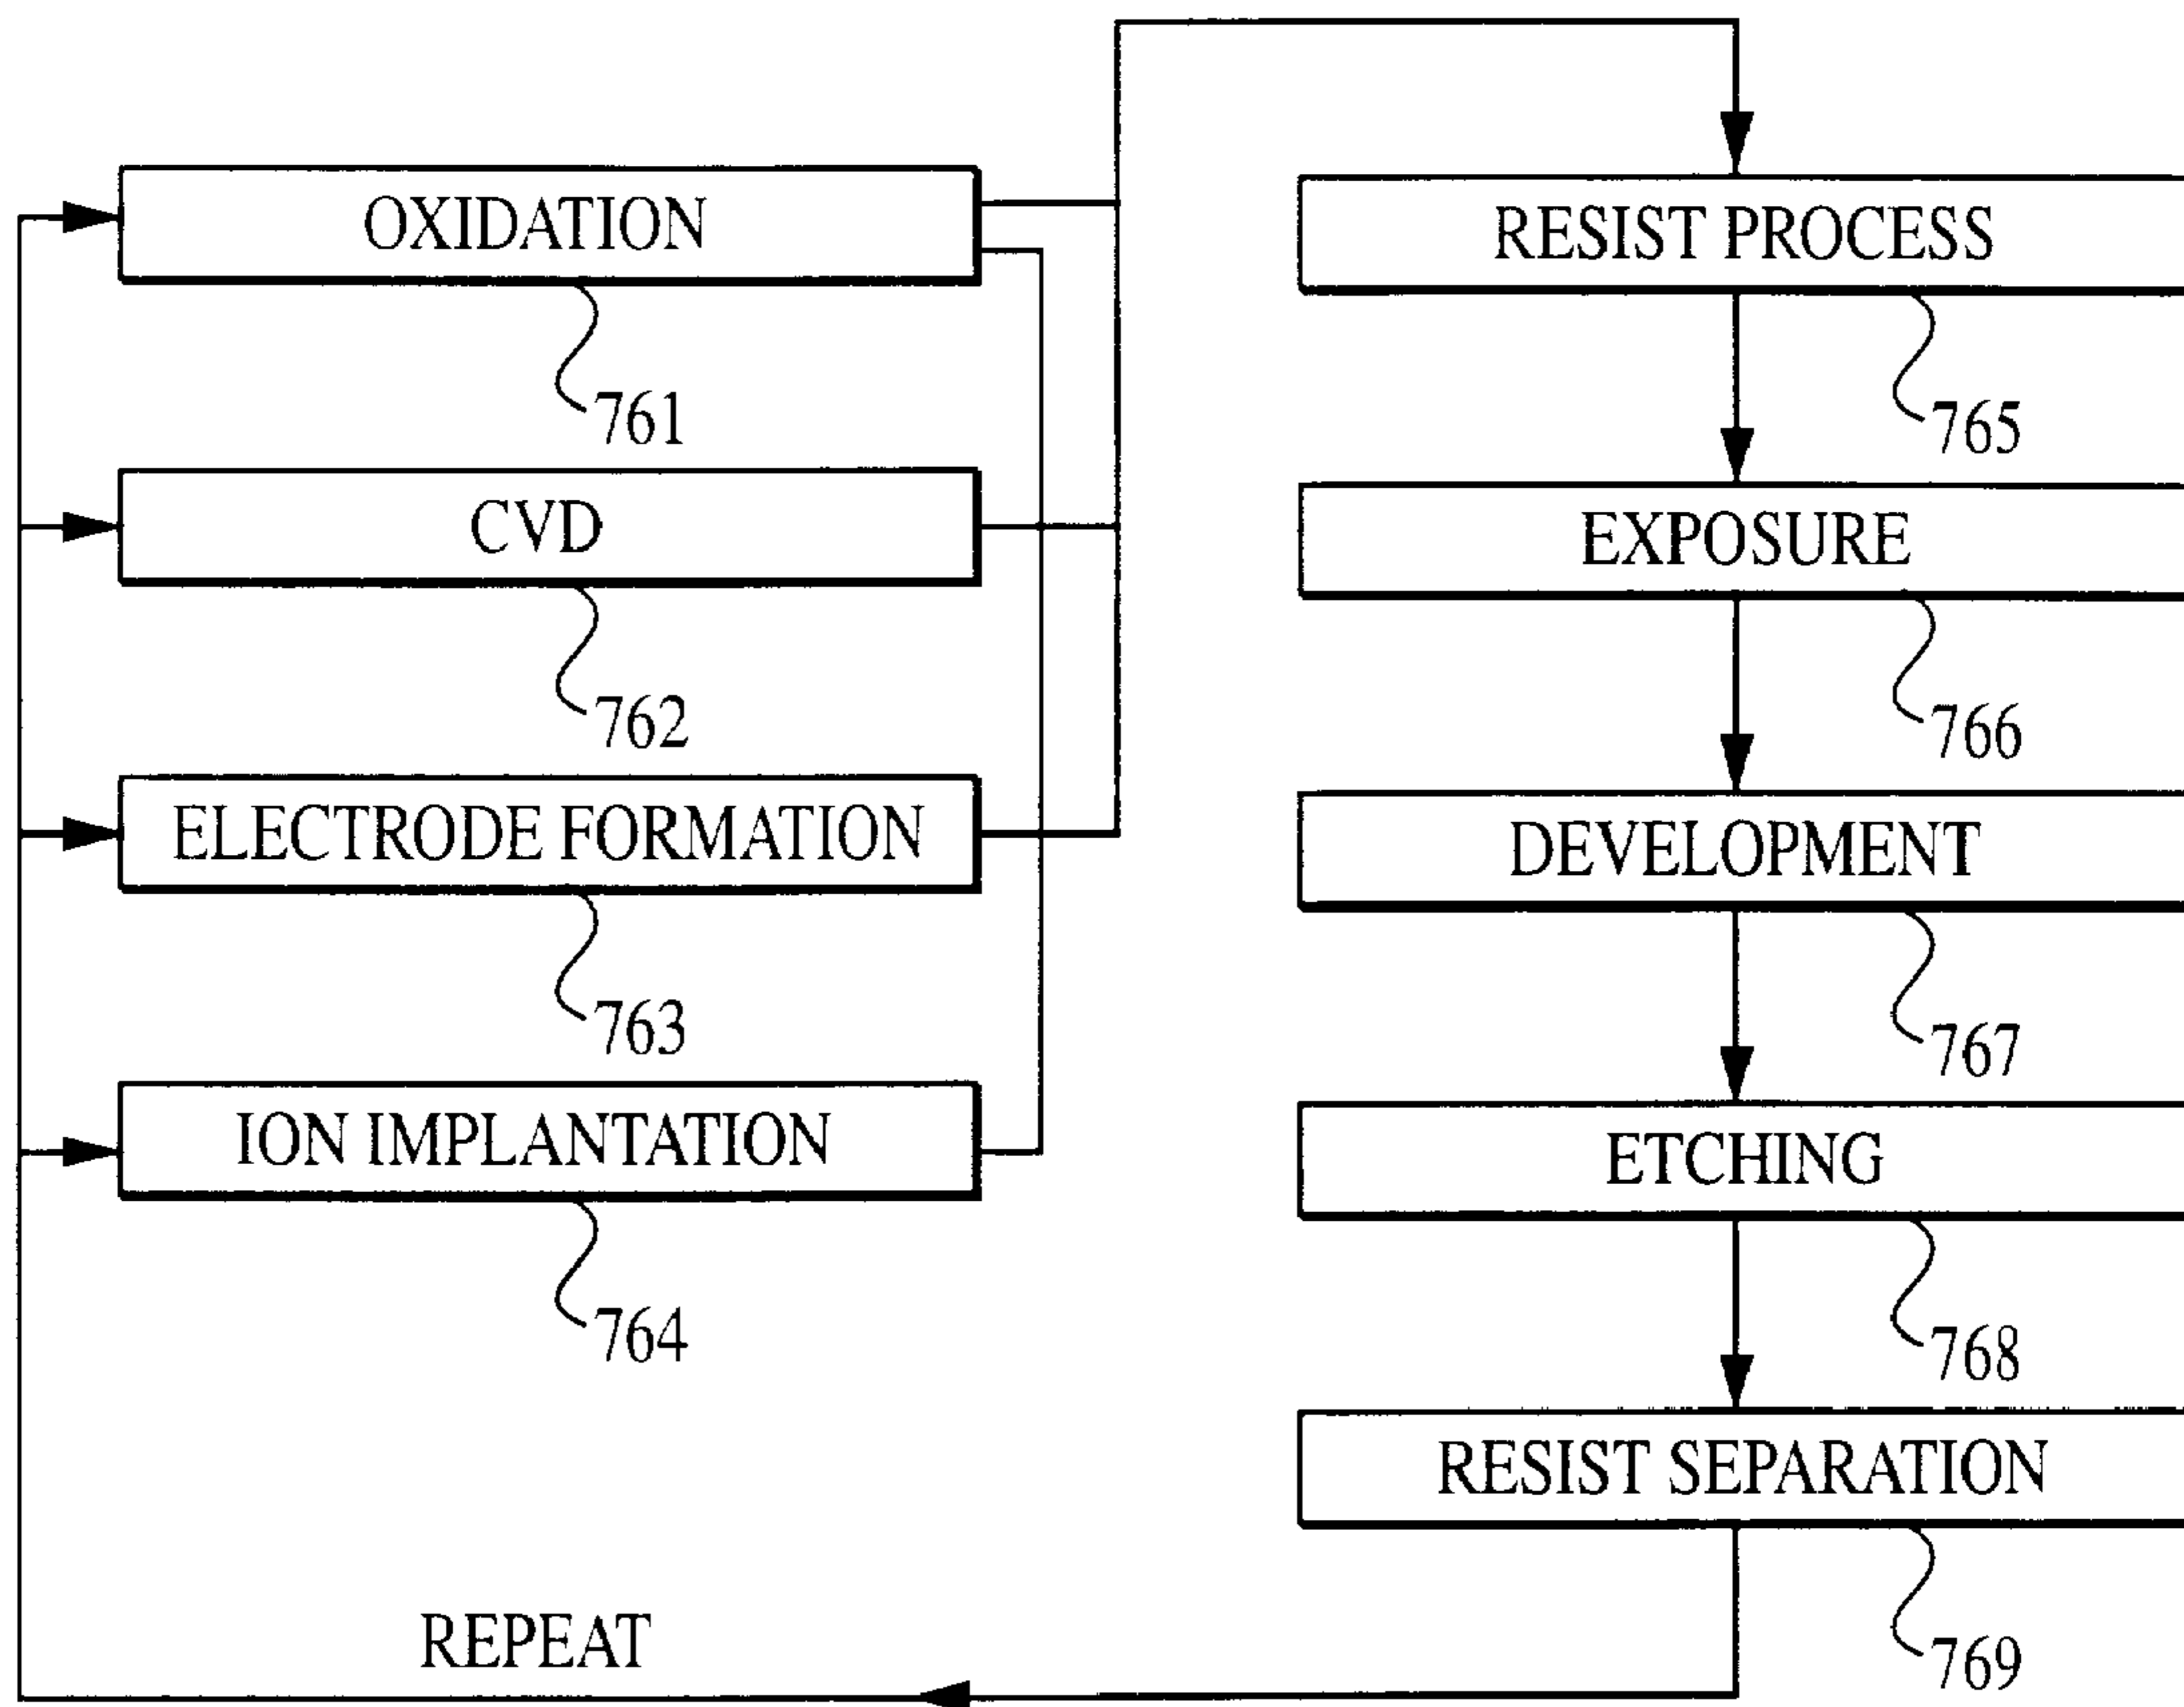 OXIDATION
761
CVD
762
ELECTRODE FORMATION
763
ION IMPLANTATION
764
RESIST PROCESS
765
EXPOSURE
766
DEVELOPMENT
767
ETCHING
768
RESIST SEPARATION
769
REPEAT